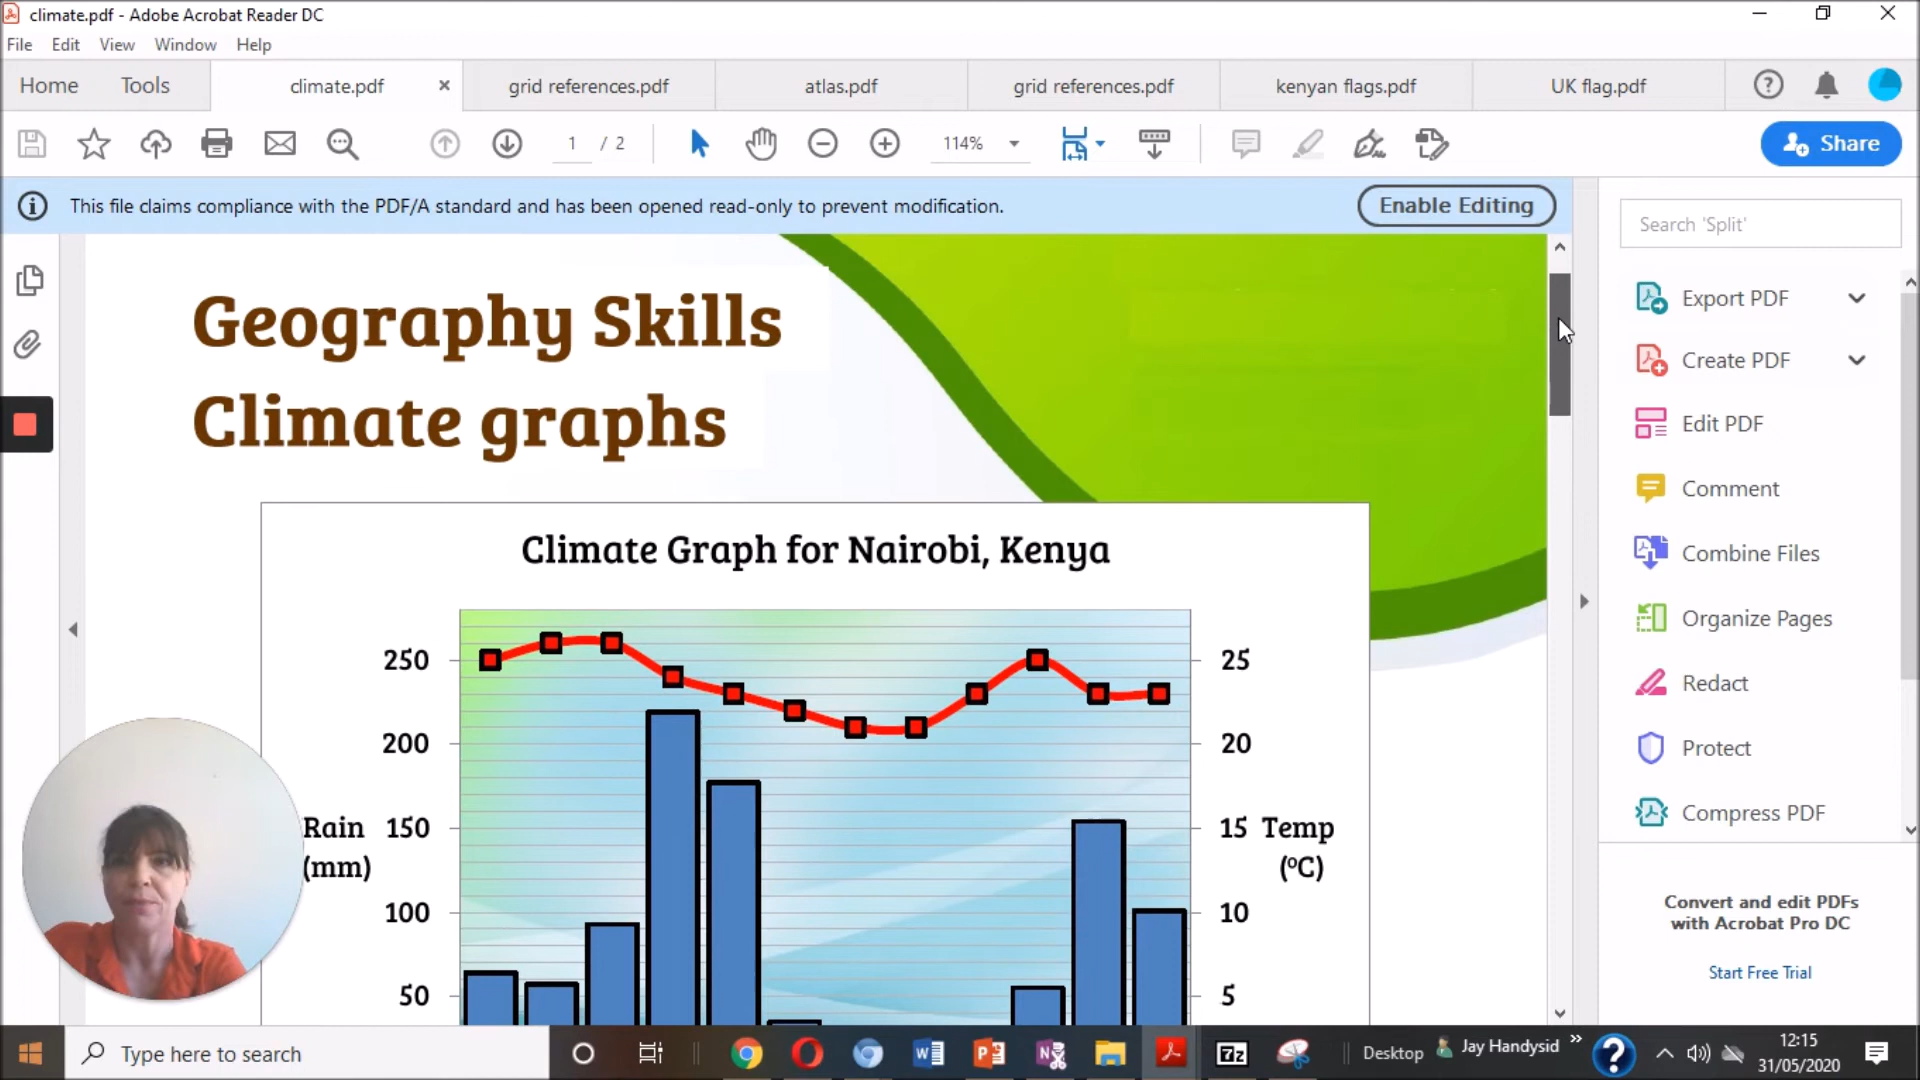 climate.pdf - Adobe Acrobat Reader DC
File Edit View Window Help
Home Tools climate.pdf grid references.pdf atlas.pdf grid references.pdf kenyan flags.pdf UK flag.pdf
1 / 2 114% Share
This file claims compliance with the PDF/A standard and has been opened read-only to prevent modification. Enable Editing
Search 'Split'
Export PDF
Create PDF
Edit PDF
Comment
Combine Files
Organize Pages
Redact
Protect
Compress PDF
Convert and edit PDFs
with Acrobat Pro DC
Start Free Trial
Geography Skills
Climate graphs
Climate Graph for Nairobi, Kenya
250 25
200 20
Rain 150 15 Temp
(mm) (ºC)
100 10
50 5
Type here to search
Desktop Jay Handysid
12:15
31/05/2020